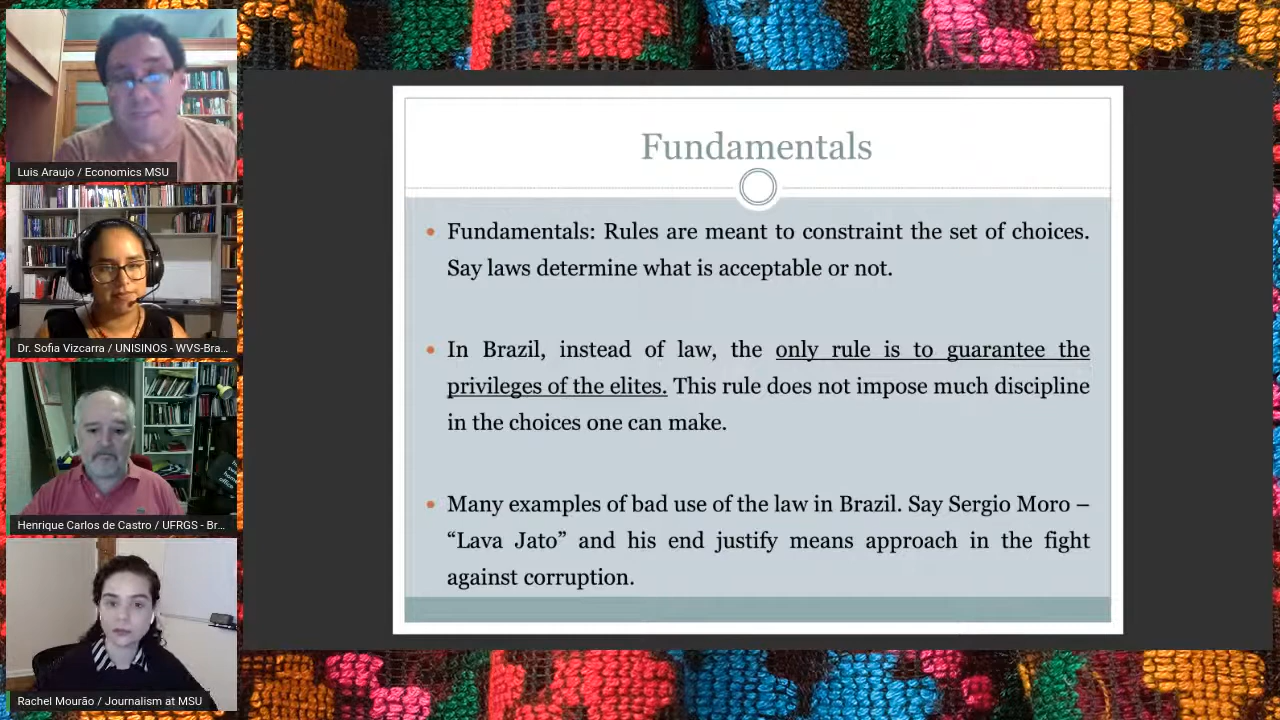 Luis Araujo / Economics MSU
Dr. Sofia Vizcarra / UNISINOS - WVS-Bra...
Henrique Carlos de Castro / UFRGS - Br...
Rachel Mourão / Journalism at MSU
Fundamentals
• Fundamentals: Rules are meant to constraint the set of choices.
Say laws determine what is acceptable or not.
• In Brazil, instead of law, the only rule is to guarantee the
privileges of the elites. This rule does not impose much discipline
in the choices one can make.
• Many examples of bad use of the law in Brazil. Say Sergio Moro –
“Lava Jato” and his end justify means approach in the fight
against corruption.